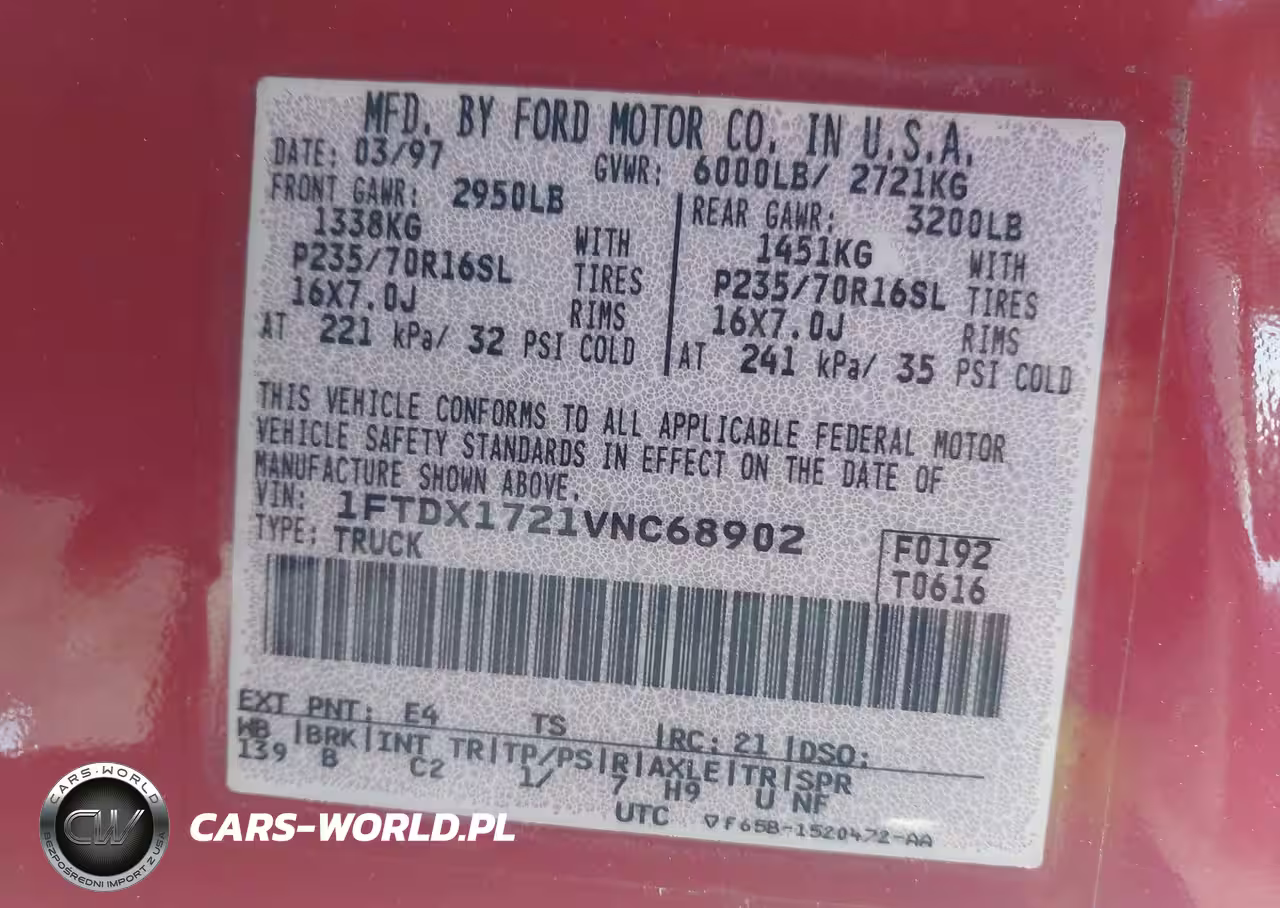 MFD. BY FORD MOTOR CO. IN U.S.A.
DATE: 03/97 GVWR: 6000LB/ 2721KG
FRONT GAWR: 2950LB REAR GAWR: 3200LB
1338KG WITH 1451KG WITH
P235/70R16SL TIRES P235/70R16SL TIRES
16X7.0J RIMS 16X7.0J RIMS
AT 221 kPa/ 32 PSI COLD AT 241 kPa/ 35 PSI COLD
THIS VEHICLE CONFORMS TO ALL APPLICABLE FEDERAL MOTOR
VEHICLE SAFETY STANDARDS IN EFFECT ON THE DATE OF
MANUFACTURE SHOWN ABOVE.
VIN: 1FTDX1721VNC68902
TYPE: TRUCK
F0192
T0616
EXT PNT: E4 TS RC: 21 DSO:
WB BRK INT TR TP/PS R AXLE TR SPR
139 B C2 1/ 7 H9 U NF
UTC ▽F65B-1520472-AA
CARS-WORLD
CW
BEZPOŚREDNI IMPORT Z USA
CARS-WORLD.PL